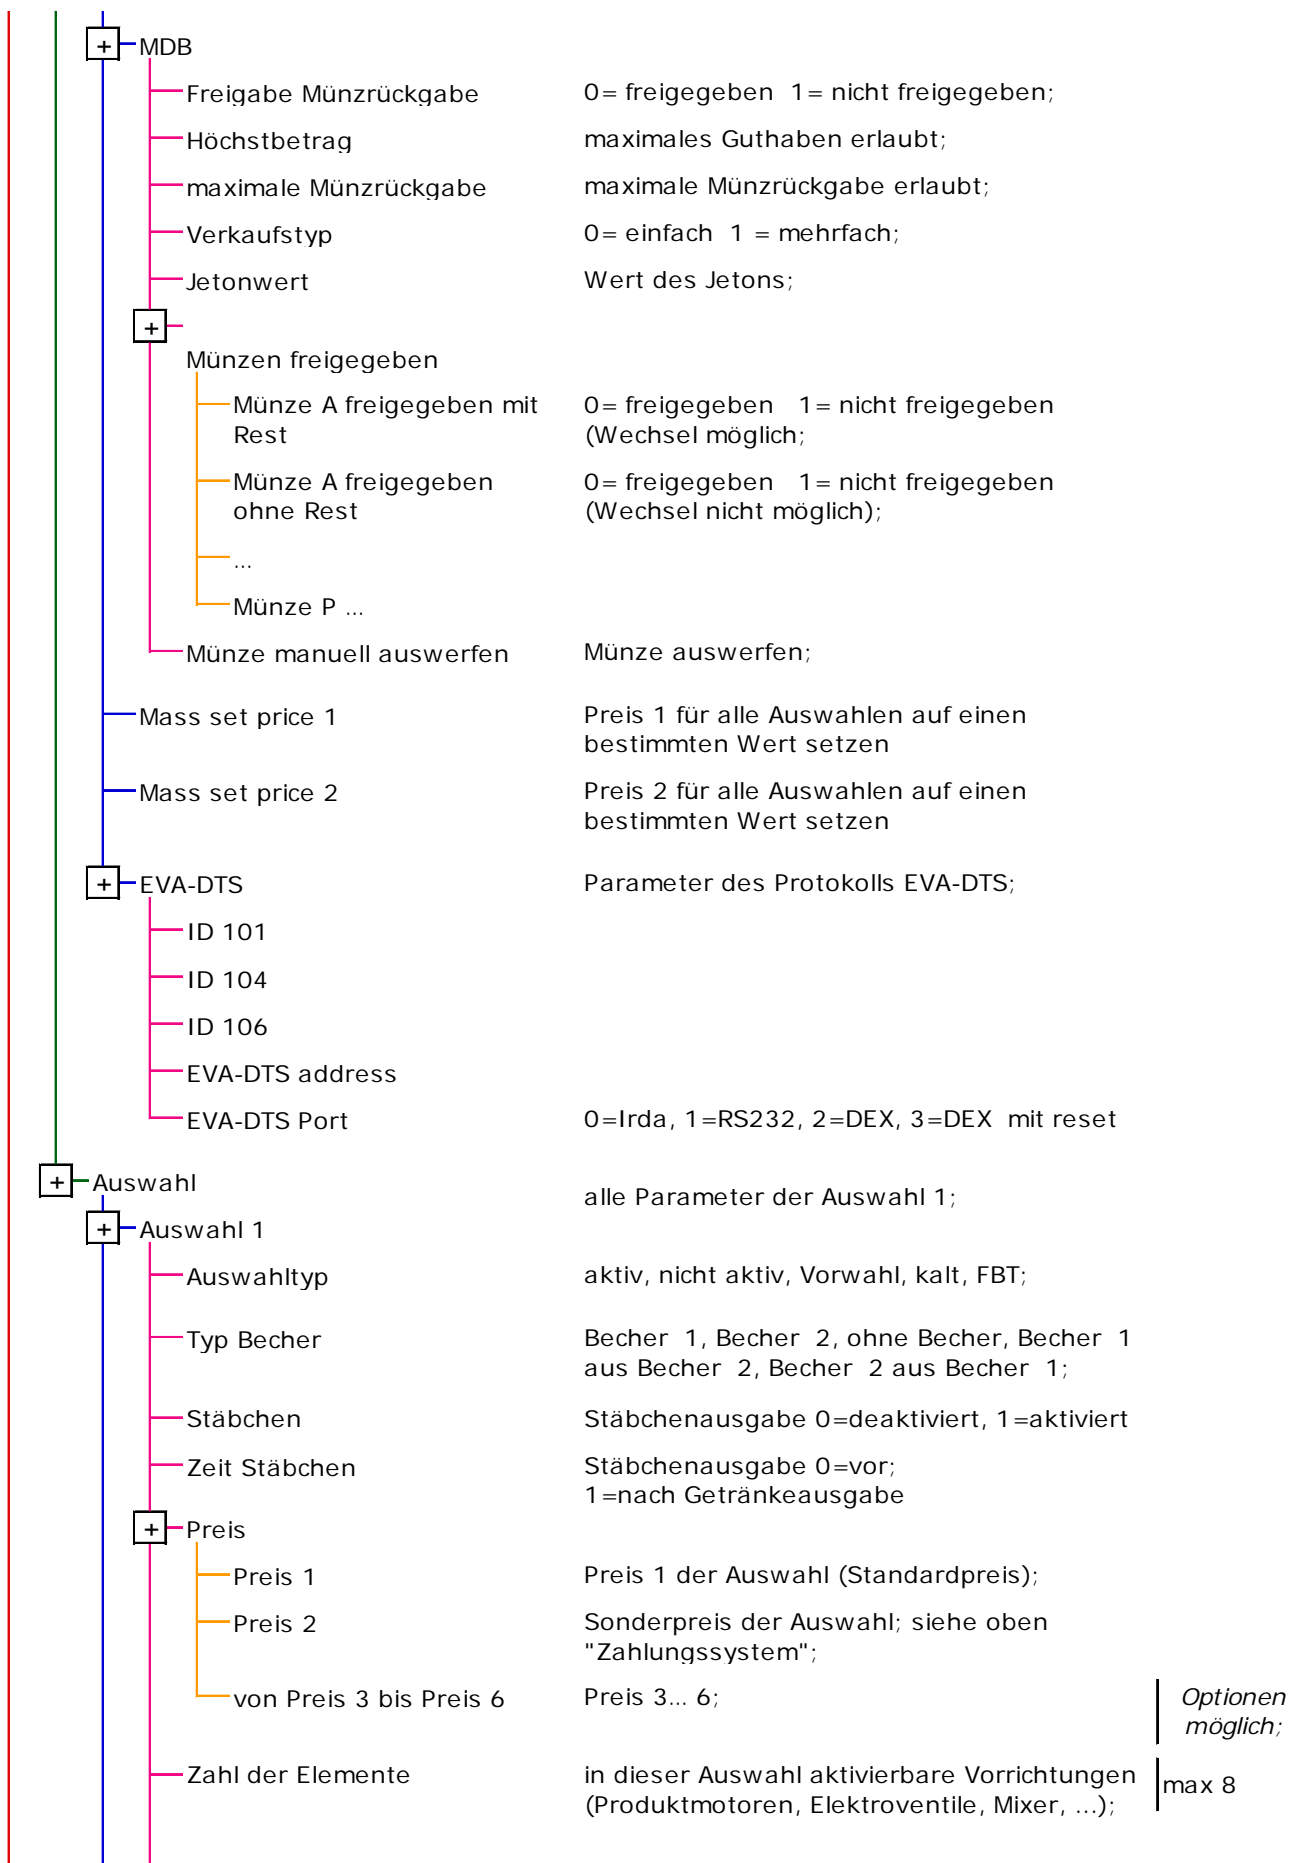 + MDB
Freigabe Münzrückgabe 0= freigegeben 1= nicht freigegeben;
Höchstbetrag maximales Guthaben erlaubt;
maximale Münzrückgabe maximale Münzrückgabe erlaubt;
Verkaufstyp 0= einfach 1 = mehrfach;
Jetonwert Wert des Jetons;
+
Münzen freigegeben
Münze A freigegeben mit 0= freigegeben 1= nicht freigegeben
Rest (Wechsel möglich;
Münze A freigegeben 0= freigegeben 1= nicht freigegeben
ohne Rest (Wechsel nicht möglich);
...
Münze P ...
Münze manuell auswerfen Münze auswerfen;
Mass set price 1 Preis 1 für alle Auswahlen auf einen
bestimmten Wert setzen
Mass set price 2 Preis 2 für alle Auswahlen auf einen
bestimmten Wert setzen
+ EVA-DTS Parameter des Protokolls EVA-DTS;
ID 101
ID 104
ID 106
EVA-DTS address
EVA-DTS Port 0=Irda, 1=RS232, 2=DEX, 3=DEX mit reset
+ Auswahl
alle Parameter der Auswahl 1;
+ Auswahl 1
Auswahltyp aktiv, nicht aktiv, Vorwahl, kalt, FBT;
Typ Becher Becher 1, Becher 2, ohne Becher, Becher 1
aus Becher 2, Becher 2 aus Becher 1;
Stäbchen Stäbchenausgabe 0=deaktiviert, 1=aktiviert
Zeit Stäbchen Stäbchenausgabe 0=vor;
1=nach Getränkeausgabe
+ Preis
Preis 1 Preis 1 der Auswahl (Standardpreis);
Preis 2 Sonderpreis der Auswahl; siehe oben
"Zahlungssystem";
von Preis 3 bis Preis 6 Preis 3... 6; Optionen
möglich;
Zahl der Elemente in dieser Auswahl aktivierbare Vorrichtungen max 8
(Produktmotoren, Elektroventile, Mixer, ...);